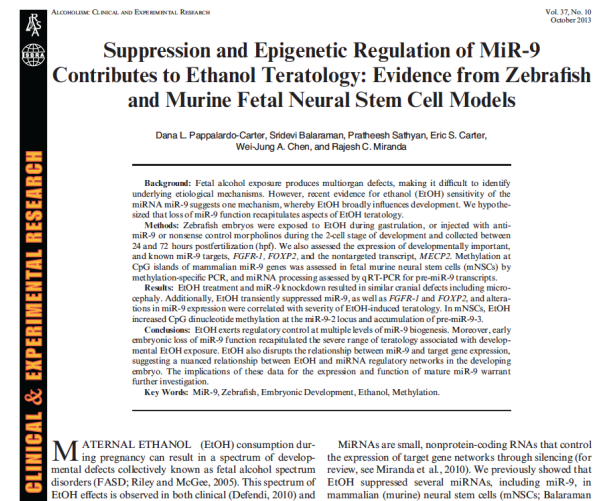 ALCOHOLISM: CLINICAL AND EXPERIMENTAL RESEARCH
Vol. 37, No. 10
October 2013
Suppression and Epigenetic Regulation of MiR-9
Contributes to Ethanol Teratology: Evidence from Zebrafish
and Murine Fetal Neural Stem Cell Models
Dana L. Pappalardo-Carter, Sridevi Balaraman, Pratheesh Sathyan, Eric S. Carter,
Wei-Jung A. Chen, and Rajesh C. Miranda
Background: Fetal alcohol exposure produces multiorgan defects, making it difficult to identify
underlying etiological mechanisms. However, recent evidence for ethanol (EtOH) sensitivity of the
miRNA miR-9 suggests one mechanism, whereby EtOH broadly influences development. We hypothe-
sized that loss of miR-9 function recapitulates aspects of EtOH teratology.
Methods: Zebrafish embryos were exposed to EtOH during gastrulation, or injected with anti-
miR-9 or nonsense control morpholinos during the 2-cell stage of development and collected between
24 and 72 hours postfertilization (hpf). We also assessed the expression of developmentally important,
and known miR-9 targets, FGFR-1, FOXP2, and the nontargeted transcript, MECP2. Methylation at
CpG islands of mammalian miR-9 genes was assessed in fetal murine neural stem cells (mNSCs) by
methylation-specific PCR, and miRNA processing assessed by qRT-PCR for pre-miR-9 transcripts.
Results: EtOH treatment and miR-9 knockdown resulted in similar cranial defects including micro-
cephaly. Additionally, EtOH transiently suppressed miR-9, as well as FGFR-1 and FOXP2, and altera-
tions in miR-9 expression were correlated with severity of EtOH-induced teratology. In mNSCs, EtOH
increased CpG dinucleotide methylation at the miR-9-2 locus and accumulation of pre-miR-9-3.
Conclusions: EtOH exerts regulatory control at multiple levels of miR-9 biogenesis. Moreover, early
embryonic loss of miR-9 function recapitulated the severe range of teratology associated with develop-
mental EtOH exposure. EtOH also disrupts the relationship between miR-9 and target gene expression,
suggesting a nuanced relationship between EtOH and miRNA regulatory networks in the developing
embryo. The implications of these data for the expression and function of mature miR-9 warrant
further investigation.
Key Words: MiR-9, Zebrafish, Embryonic Development, Ethanol, Methylation.
MATERNAL ETHANOL (EtOH) consumption dur-
ing pregnancy can result in a spectrum of develop-
mental defects collectively known as fetal alcohol spectrum
disorders (FASD; Riley and McGee, 2005). This spectrum of
EtOH effects is observed in both clinical (Defendi, 2010) and
MiRNAs are small, nonprotein-coding RNAs that control
the expression of target gene networks through silencing (for
review, see Miranda et al., 2010). We previously showed that
EtOH suppressed several miRNAs, including miR-9, in
mammalian (murine) neural stem cells (mNSCs; Balaraman
CLINICAL & EXPERIMENTAL RESEARCH